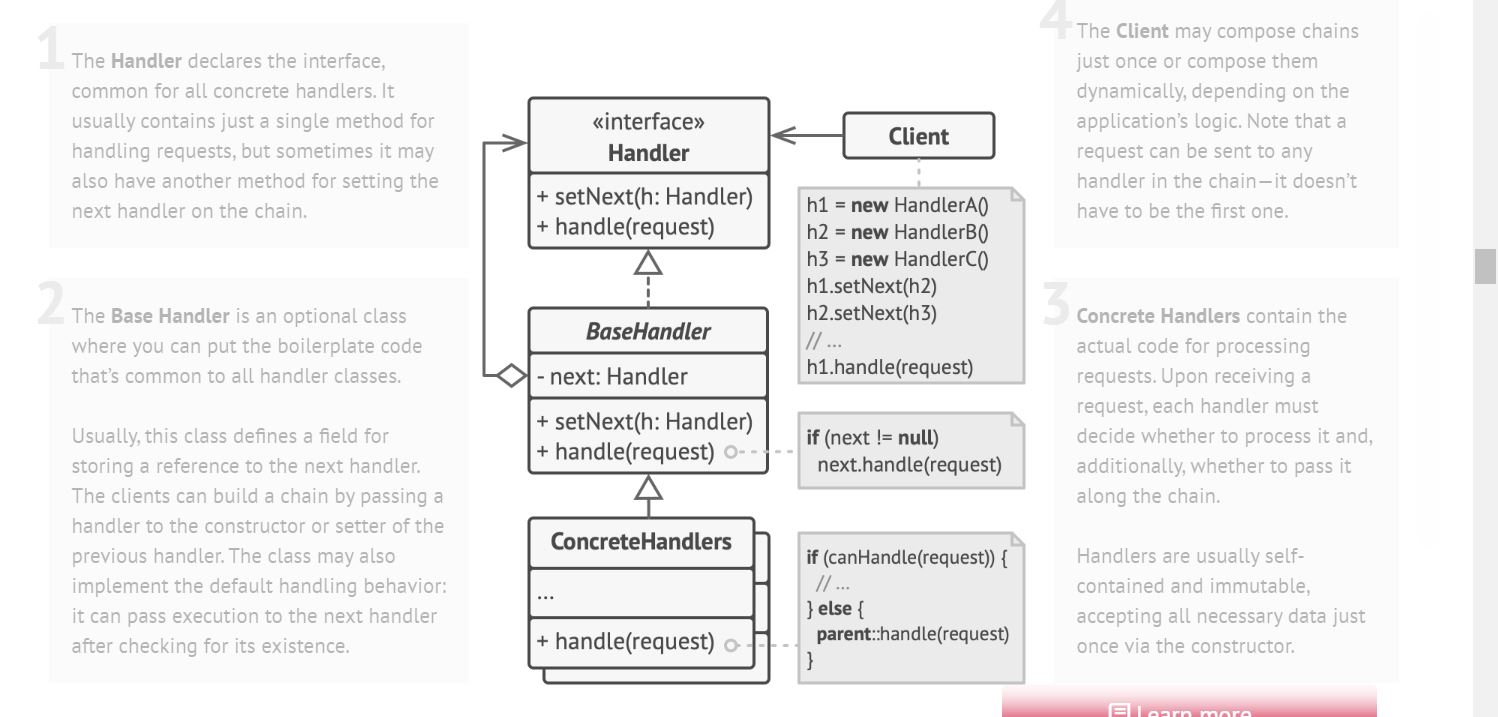 1
The Handler declares the interface,
common for all concrete handlers. It
usually contains just a single method for
handling requests, but sometimes it may
also have another method for setting the
next handler on the chain.
2
The Base Handler is an optional class
where you can put the boilerplate code
that's common to all handler classes.
Usually, this class defines a field for
storing a reference to the next handler.
The clients can build a chain by passing a
handler to the constructor or setter of the
previous handler. The class may also
implement the default handling behavior:
it can pass execution to the next handler
after checking for its existence.
«interface»
Handler
+ setNext(h: Handler)
+ handle(request)
BaseHandler
- next: Handler
+ setNext(h: Handler)
+ handle(request)
ConcreteHandlers
...
+ handle(request)
Client
h1 = new HandlerA()
h2 = new HandlerB()
h3 = new HandlerC()
h1.setNext(h2)
h2.setNext(h3)
// ...
h1.handle(request)
if (next != null)
next.handle(request)
if (canHandle(request)) {
// ...
} else {
parent::handle(request)
}
4
The Client may compose chains
just once or compose them
dynamically, depending on the
application's logic. Note that a
request can be sent to any
handler in the chain—it doesn't
have to be the first one.
3
Concrete Handlers contain the
actual code for processing
requests. Upon receiving a
request, each handler must
decide whether to process it and,
additionally, whether to pass it
along the chain.
Handlers are usually self-
contained and immutable,
accepting all necessary data just
once via the constructor.
Learn more